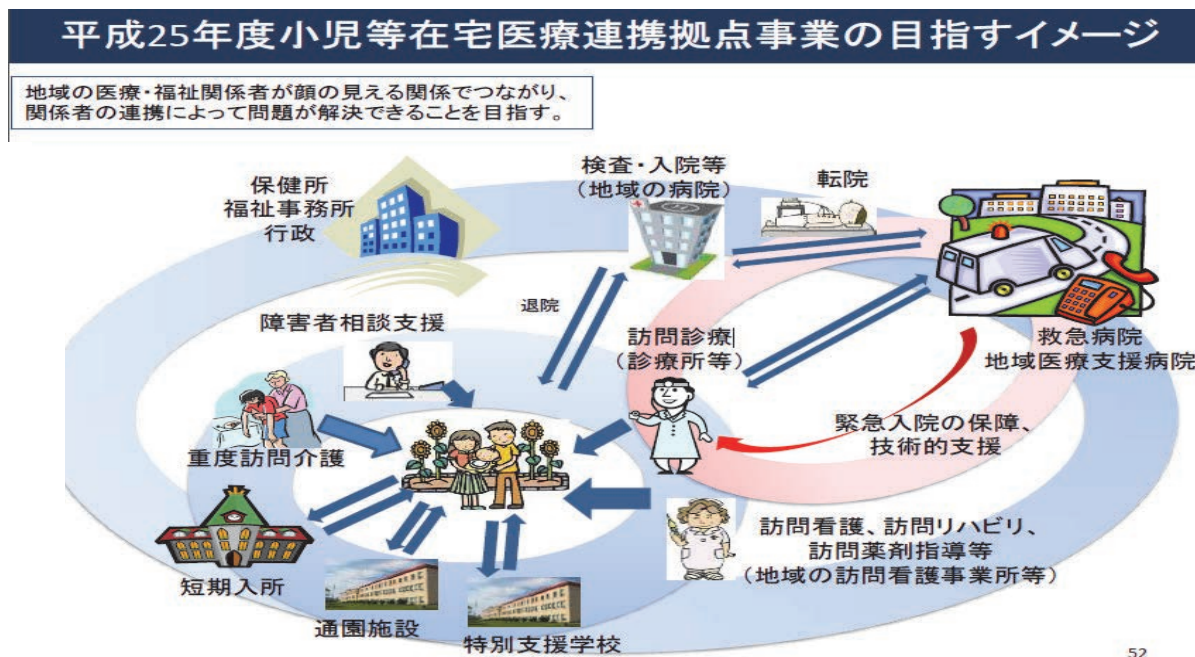 平成25年度小児等在宅医療連携拠点事業の目指すイメージ
地域の医療・福祉関係者が顔の見える関係でつながり、
関係者の連携によって問題が解決できることを目指す。
保健所
福祉事務所
行政
検査・入院等
（地域の病院）
転院
退院
救急病院
地域医療支援病院
障害者相談支援
訪問診療
（診療所等）
緊急入院の保障、
技術的支援
重度訪問介護
訪問看護、訪問リハビリ、
訪問薬剤指導等
（地域の訪問看護事業所等）
短期入所
通園施設
特別支援学校
52